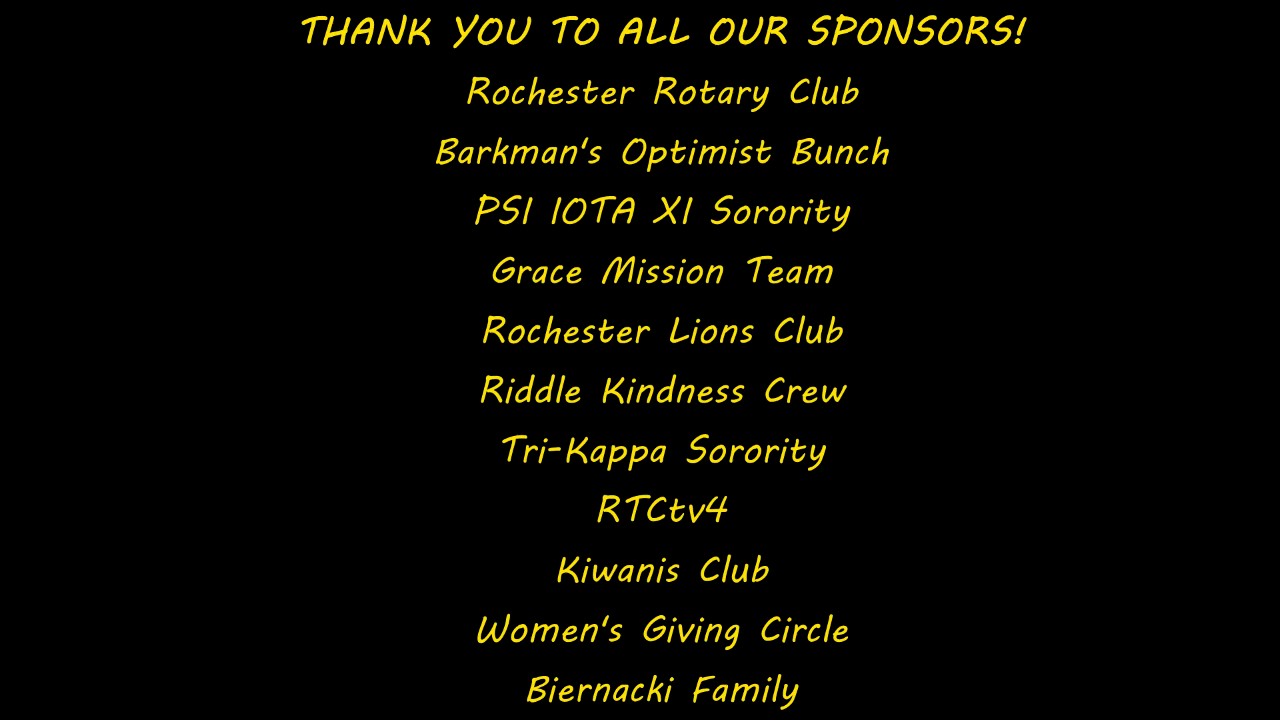 THANK YOU TO ALL OUR SPONSORS!
Rochester Rotary Club
Barkman's Optimist Bunch
PSI IOTA XI Sorority
Grace Mission Team
Rochester Lions Club
Riddle Kindness Crew
Tri-Kappa Sorority
RTCtv4
Kiwanis Club
Women's Giving Circle
Biernacki Family